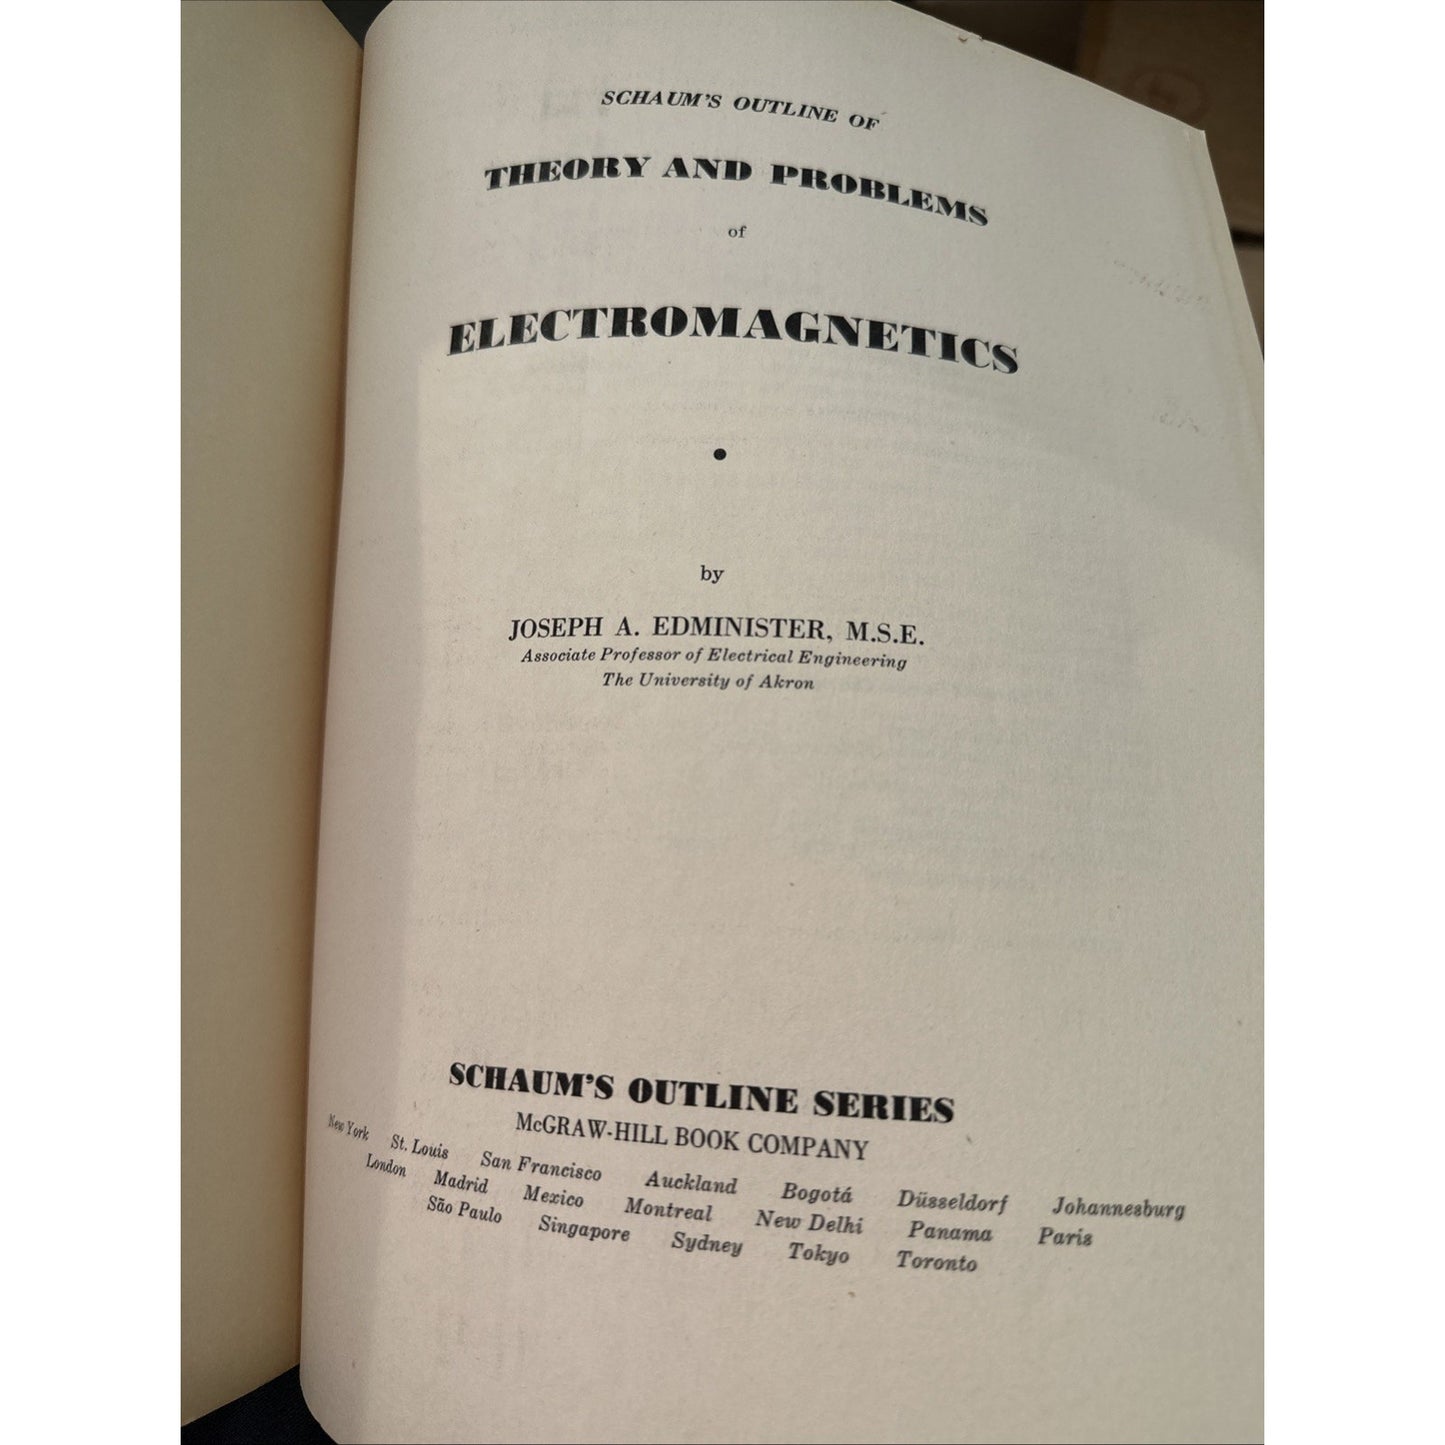 SCHAUM'S OUTLINE OF
THEORY AND PROBLEMS
of
ELECTROMAGNETICS
•
by
JOSEPH A. EDMINISTER, M.S.E.
Associate Professor of Electrical Engineering
The University of Akron
SCHAUM'S OUTLINE SERIES
McGRAW-HILL BOOK COMPANY
New York St. Louis San Francisco Auckland Bogotá Düsseldorf Johannesburg
London Madrid Mexico Montreal New Delhi Panama Paris
São Paulo Singapore Sydney Tokyo Toronto